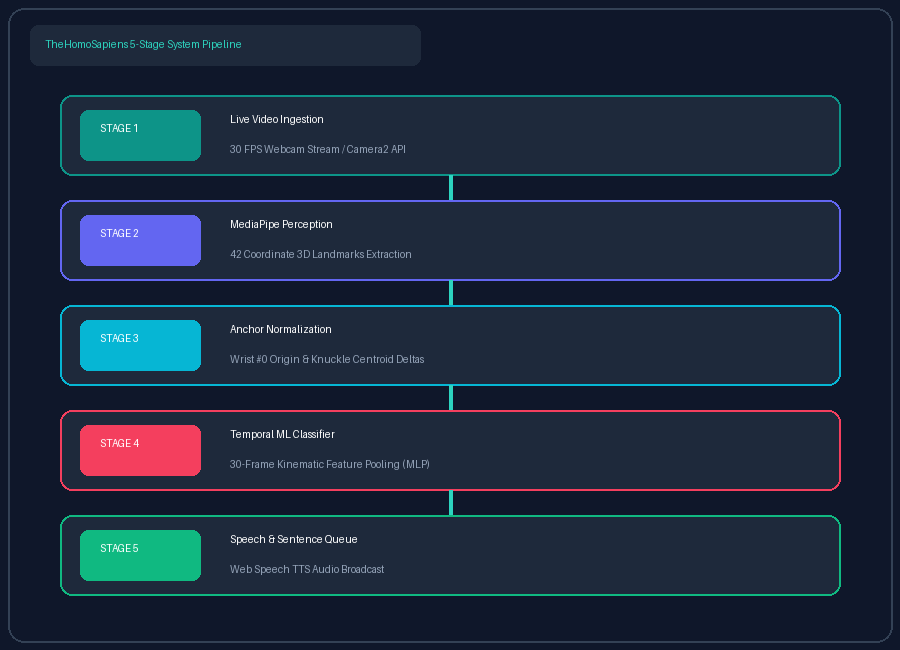 TheHomoSapiens 5-Stage System Pipeline
STAGE 1
Live Video Ingestion
30 FPS Webcam Stream / Camera2 API
STAGE 2
MediaPipe Perception
42 Coordinate 3D Landmarks Extraction
STAGE 3
Anchor Normalization
Wrist #0 Origin & Knuckle Centroid Deltas
STAGE 4
Temporal ML Classifier
30-Frame Kinematic Feature Pooling (MLP)
STAGE 5
Speech & Sentence Queue
Web Speech TTS Audio Broadcast